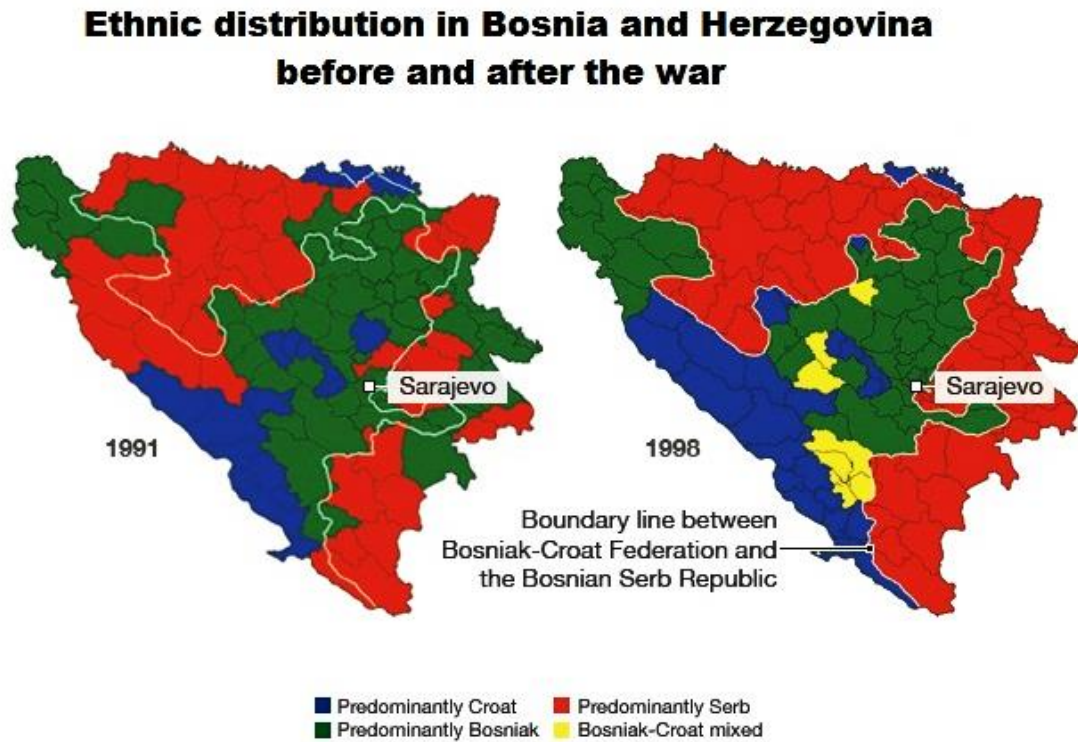 Ethnic distribution in Bosnia and Herzegovina
before and after the war
Sarajevo
1991
Sarajevo
1998
Boundary line between
Bosniak-Croat Federation and
the Bosnian Serb Republic
Predominantly Croat
Predominantly Serb
Predominantly Bosniak
Bosniak-Croat mixed